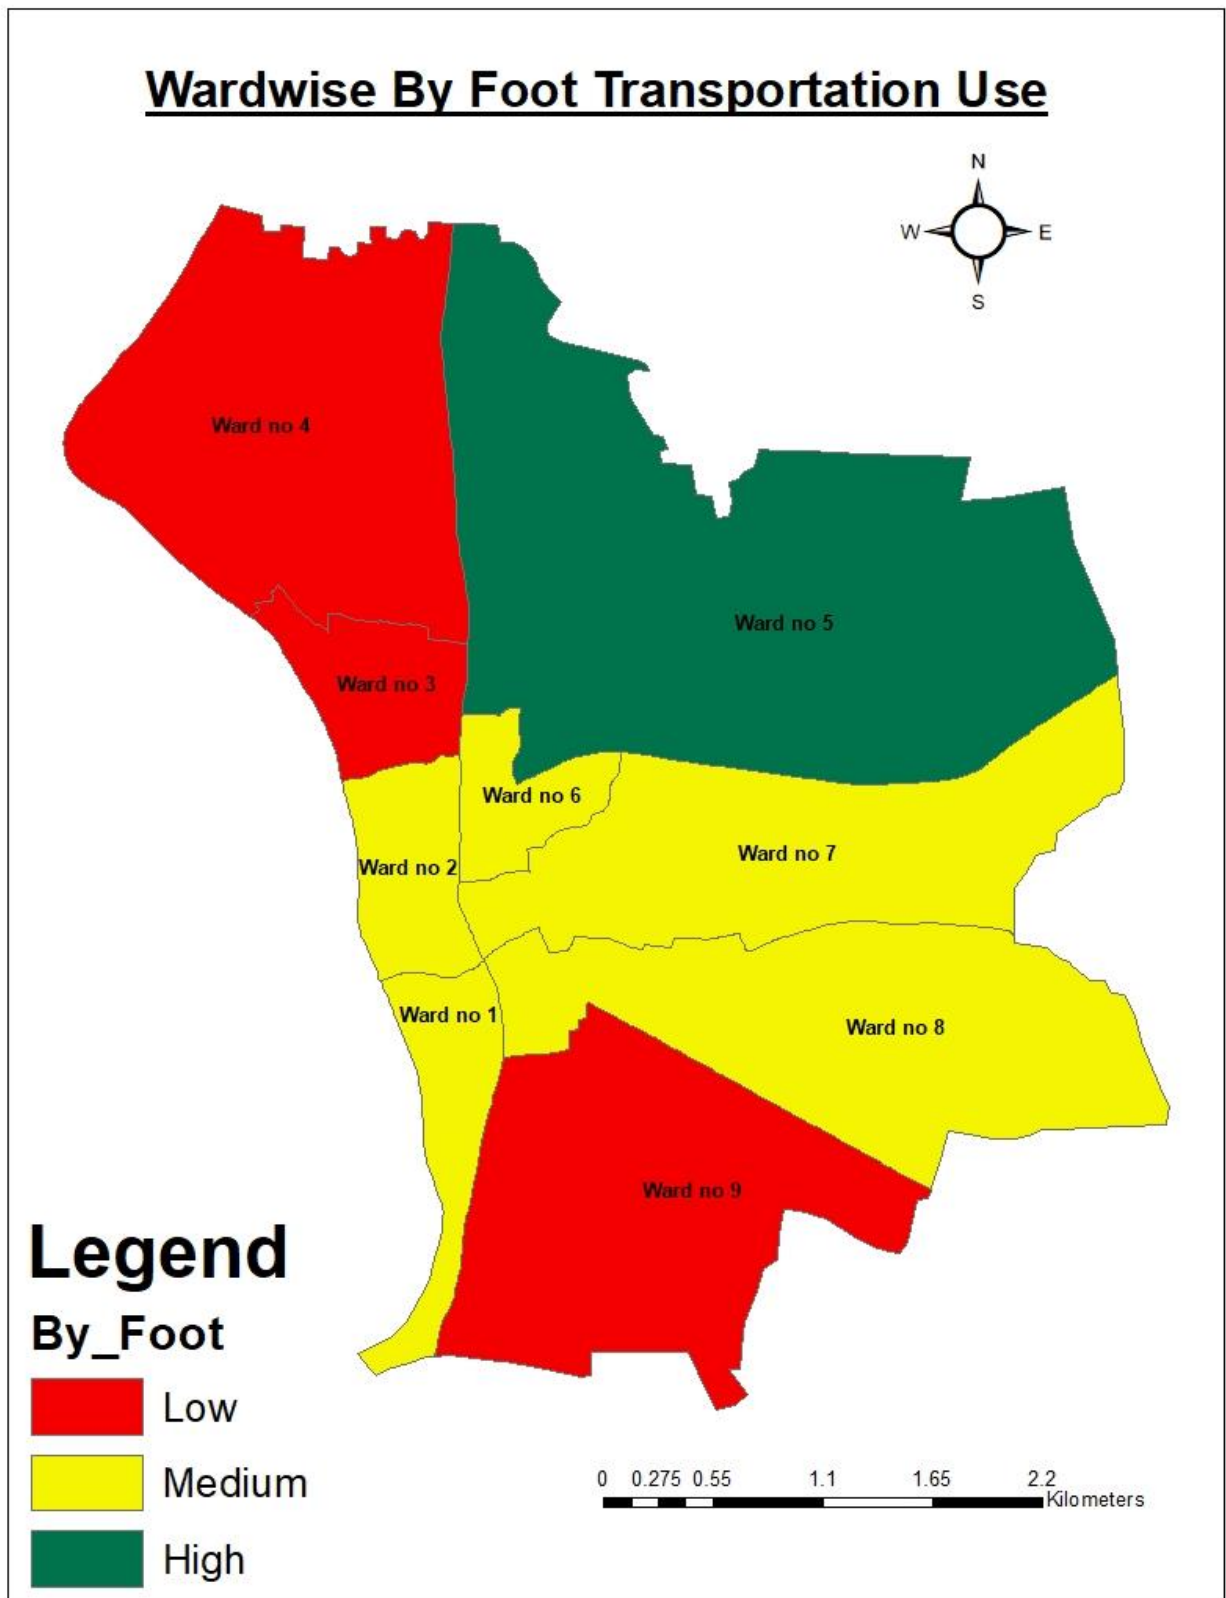 Wardwise By Foot Transportation Use
N
W E
S
Ward no 4
Ward no 5
Ward no 3
Ward no 6
Ward no 7
Ward no 2
Ward no 1
Ward no 8
Ward no 9
Legend
By_Foot
Low
Medium
High
0 0.275 0.55 1.1 1.65 2.2
Kilometers